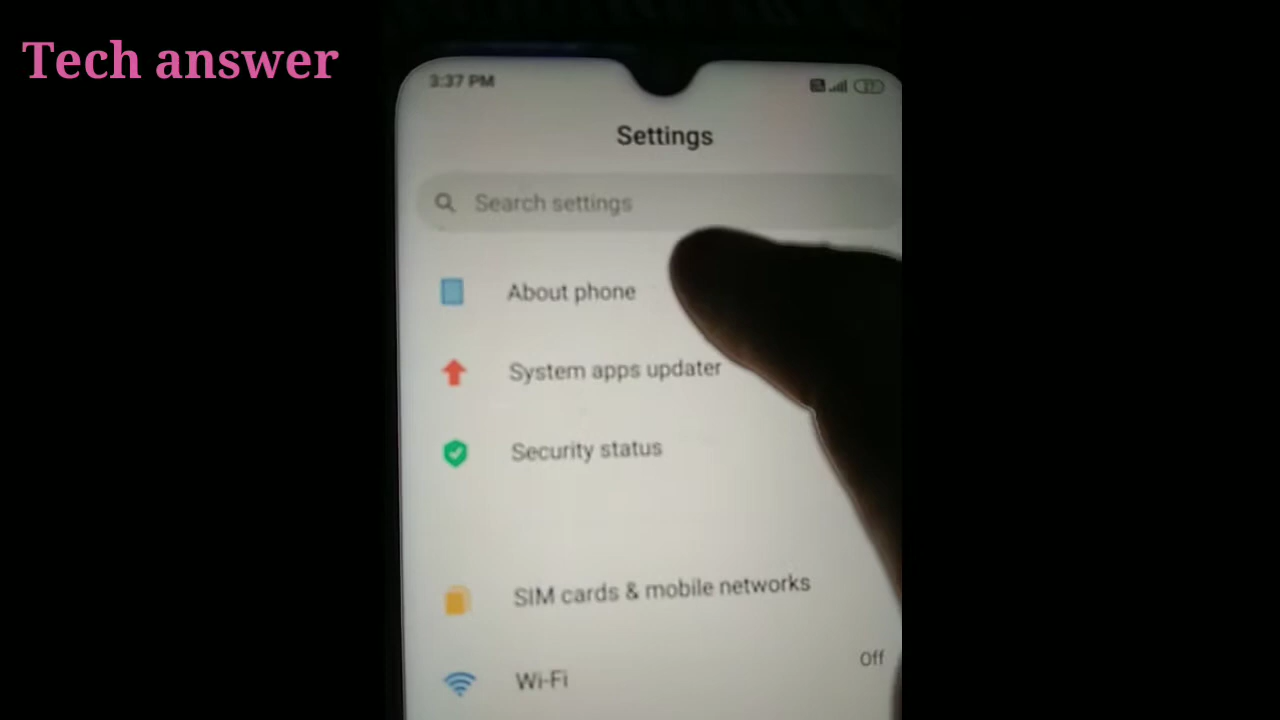 Tech answer
3:37 PM
Settings
Search settings
About phone
System apps updater
Security status
SIM cards & mobile networks
Wi-Fi
Off